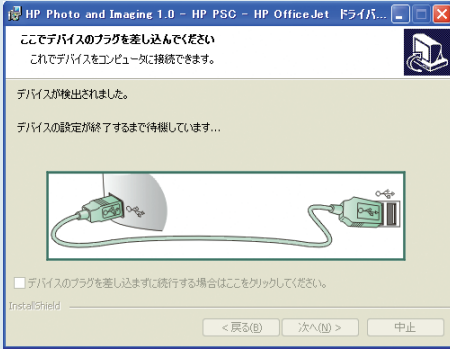 HP Photo and Imaging 1.0 - HP PSC - HP OfficeJet ドライバ...
ここでデバイスのプラグを差し込んでください
これでデバイスをコンピュータに接続できます。
デバイスが検出されました。
デバイスの設定が終了するまで待機しています...
デバイスのプラグを差し込まずに続行する場合はここをクリックしてください。
InstallShield
< 戻る(B)
次へ(N) >
中止